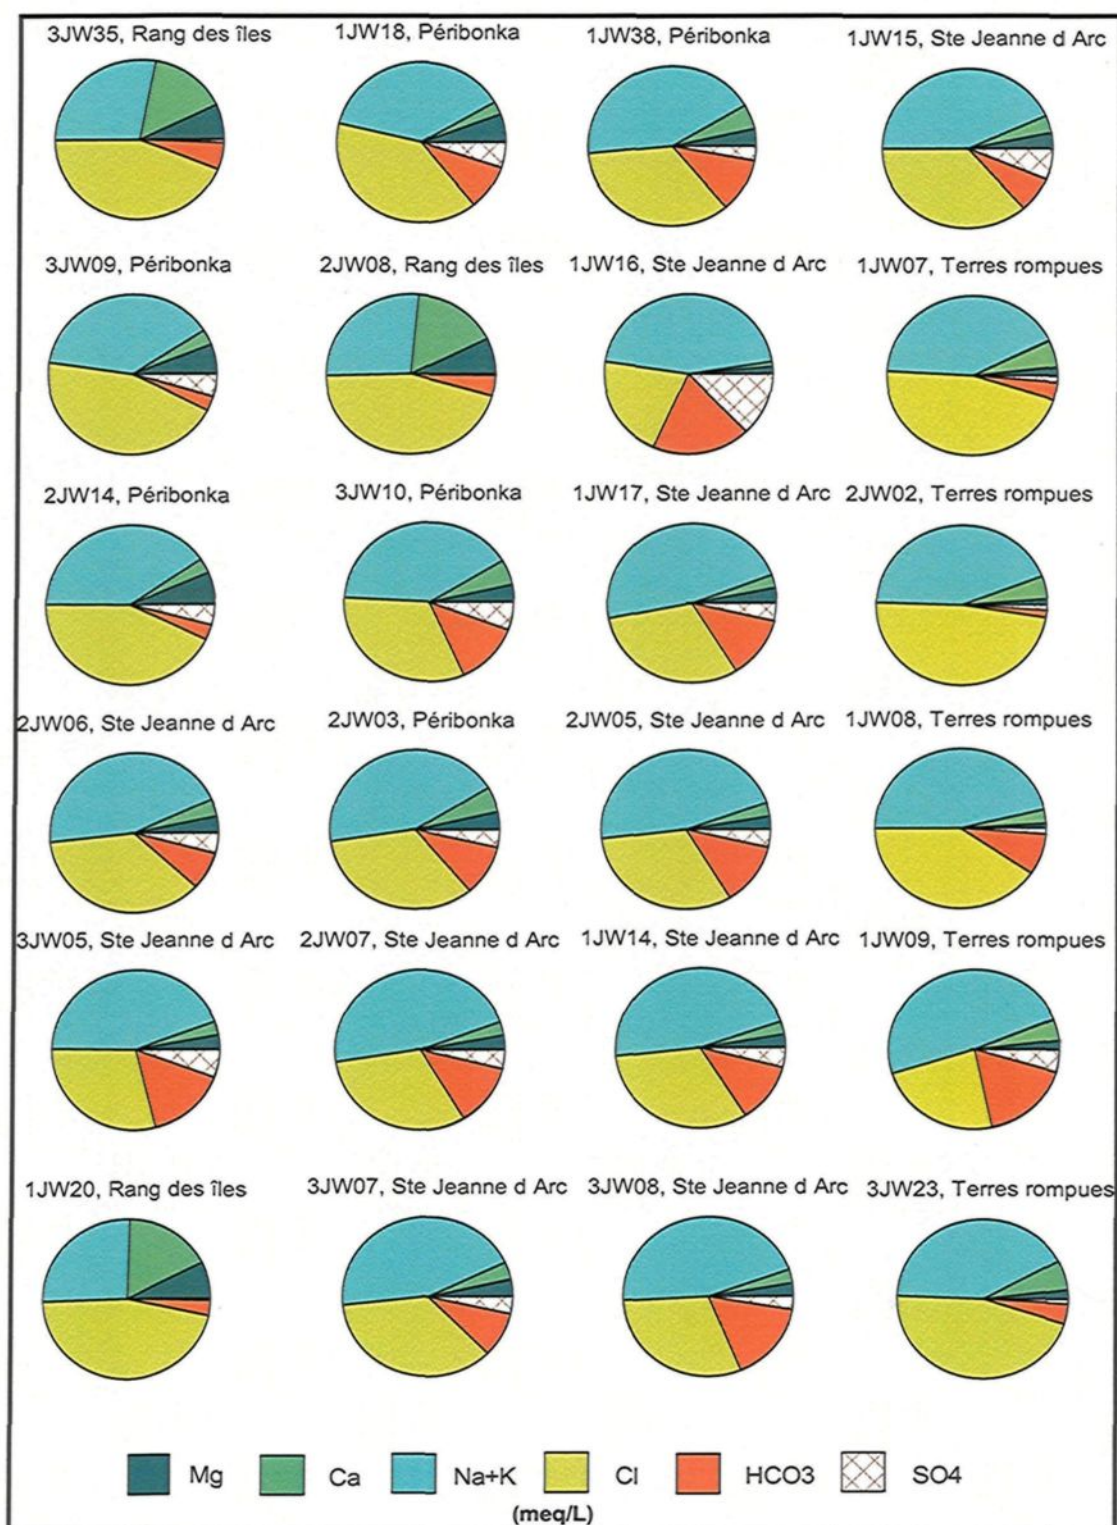 3JW35, Rang des îles
1JW18, Péribonka
1JW38, Péribonka
1JW15, Ste Jeanne d Arc
3JW09, Péribonka
2JW08, Rang des îles
1JW16, Ste Jeanne d Arc
1JW07, Terres rompues
2JW14, Péribonka
3JW10, Péribonka
1JW17, Ste Jeanne d Arc
2JW02, Terres rompues
2JW06, Ste Jeanne d Arc
2JW03, Péribonka
2JW05, Ste Jeanne d Arc
1JW08, Terres rompues
3JW05, Ste Jeanne d Arc
2JW07, Ste Jeanne d Arc
1JW14, Ste Jeanne d Arc
1JW09, Terres rompues
1JW20, Rang des îles
3JW07, Ste Jeanne d Arc
3JW08, Ste Jeanne d Arc
3JW23, Terres rompues
Mg Ca Na+K Cl HCO3 SO4
(meq/L)